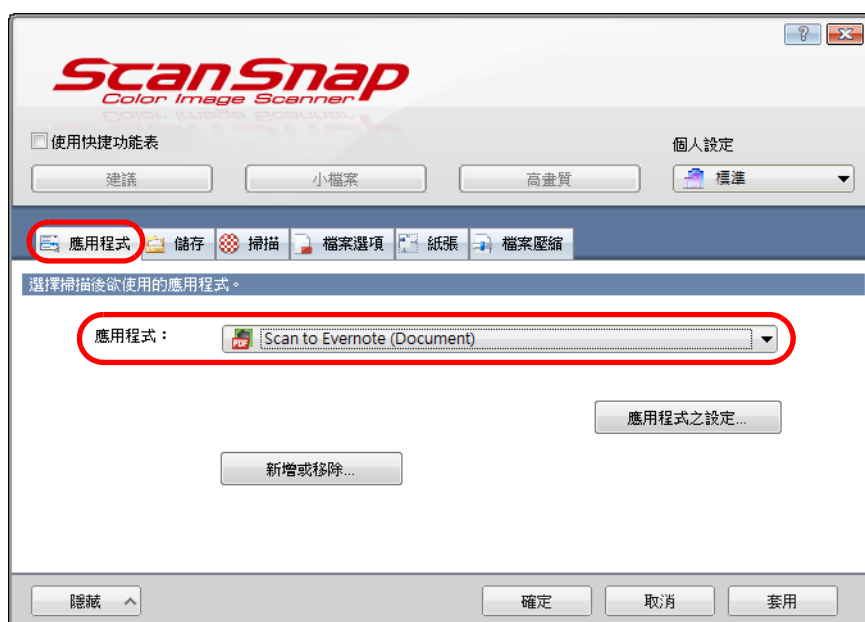 ScanSnap
Color Image Scanner
使用快捷功能表
個人設定
建議 小檔案 高畫質 標準
應用程式 儲存 掃描 檔案選項 紙張 檔案壓縮
選擇掃描後欲使用的應用程式。
應用程式： PDF Scan to Evernote (Document)
應用程式之設定...
新增或移除...
隱藏 確定 取消 套用